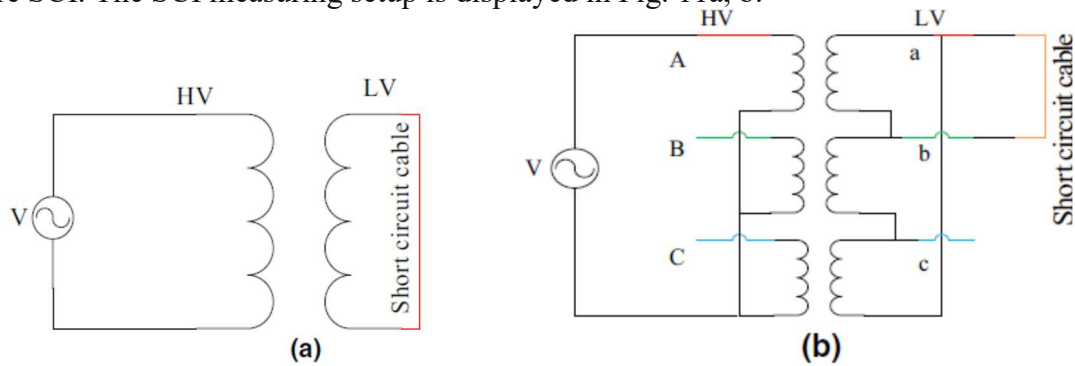 SCI. The SCI measuring setup is displayed in Fig. 11a, b.
HV
LV
V
Short circuit cable
(a)
HV
LV
A
a
B
b
V
C
c
Short circuit cable
(b)